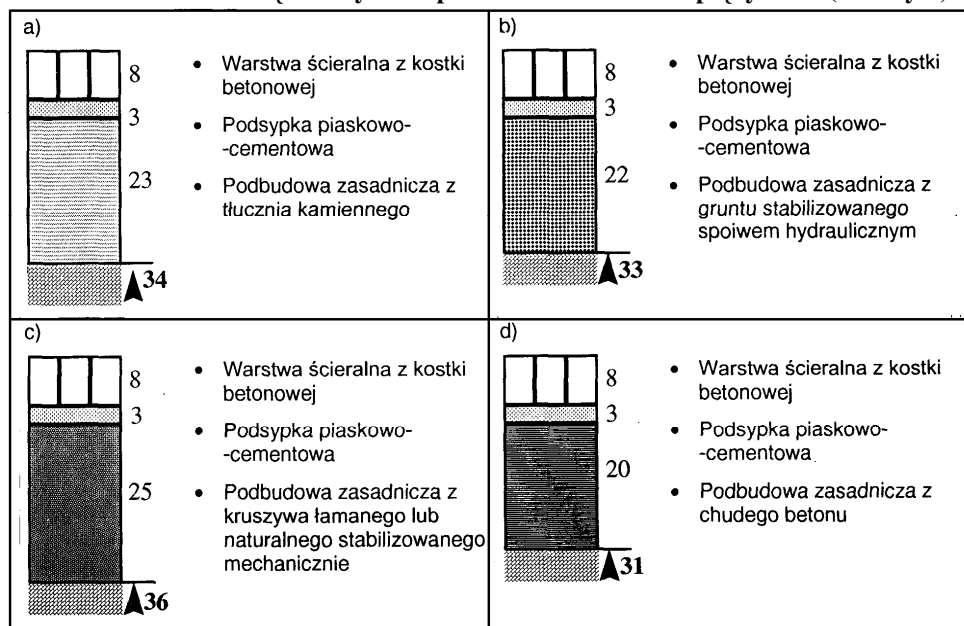 a)
8
3
23
34
• Warstwa ścieralna z kostki
betonowej
• Podsypka piaskowo-
-cementowa
• Podbudowa zasadnicza z
tłucznia kamiennego
b)
8
3
22
33
• Warstwa ścieralna z kostki
betonowej
• Podsypka piaskowo-
-cementowa
• Podbudowa zasadnicza z
gruntu stabilizowanego
spoiwem hydraulicznym
c)
8
3
25
36
• Warstwa ścieralna z kostki
betonowej
• Podsypka piaskowo-
-cementowa
• Podbudowa zasadnicza z
kruszywa łamanego lub
naturalnego stabilizowanego
mechanicznie
d)
8
3
20
31
• Warstwa ścieralna z kostki
betonowej
• Podsypka piaskowo-
-cementowa
• Podbudowa zasadnicza z
chudego betonu